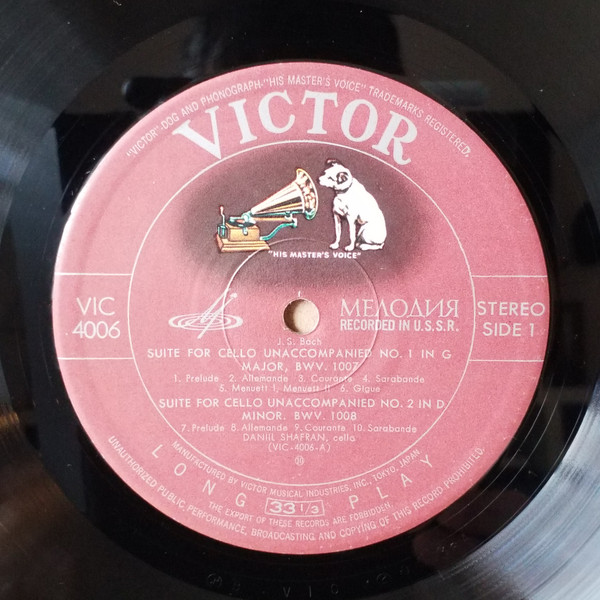 "VICTOR"-DOG AND PHONOGRAPH-"HIS MASTER'S VOICE" TRADEMARKS REGISTERED.
VICTOR
"HIS MASTER'S VOICE"
VIC
4006
МЕЛОДИЯ
RECORDED IN U.S.S.R.
STEREO
SIDE 1
J. S. Bach
SUITE FOR CELLO UNACCOMPANIED NO. 1 IN G
MAJOR, BWV. 1007
1. Prelude 2. Allemande 3. Courante 4. Sarabande
5. Menuett I, Menuett II 6. Gigue
SUITE FOR CELLO UNACCOMPANIED NO. 2 IN D
MINOR. BWV. 1008
7. Prelude 8. Allemande 9. Courante 10. Sarabande
DANIIL SHAFRAN, cello
(VIC-4006-A)
LONG PLAY
33 1/3
MANUFACTURED BY VICTOR MUSICAL INDUSTRIES, INC., TOKYO, JAPAN
THE EXPORT OF THESE RECORDS ARE FORBIDDEN.
UNAUTHORIZED PUBLIC, PERFORMANCE, BROADCASTING AND COPYING OF THIS RECORD PROHIBITED.